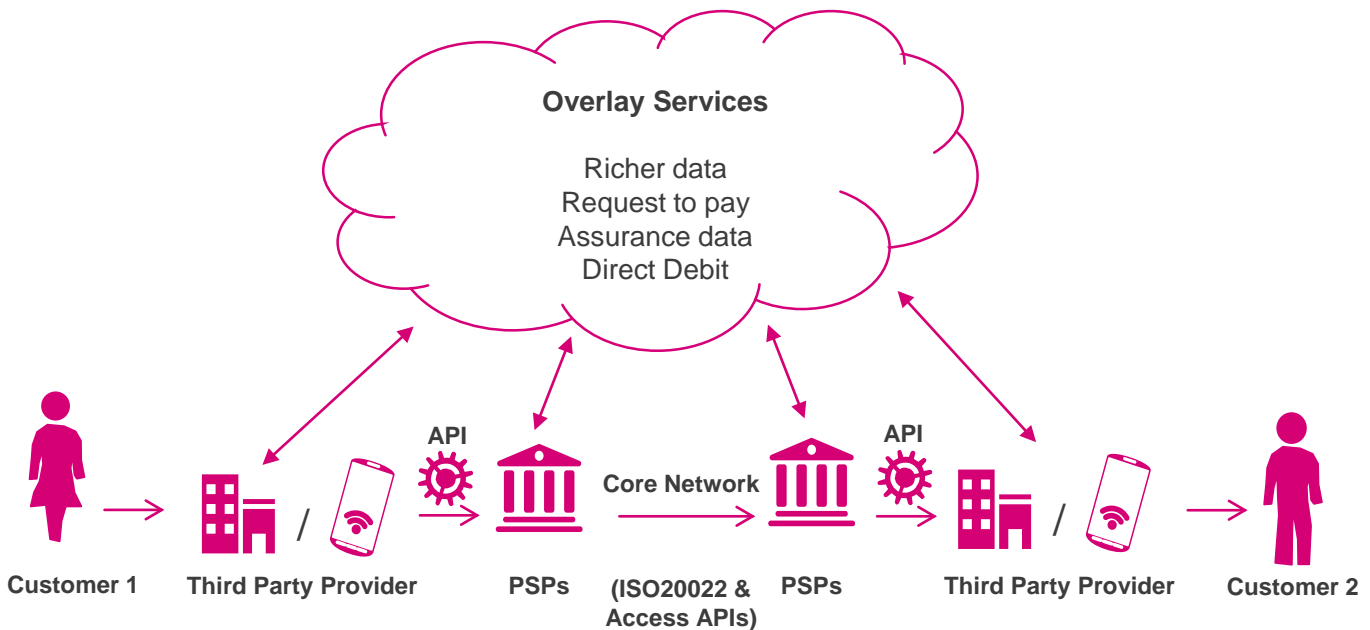 Overlay Services
Richer data
Request to pay
Assurance data
Direct Debit
API
API
Core Network
/
/
Customer 1
Third Party Provider
PSPs
(ISO20022 &
Access APIs)
PSPs
Third Party Provider
Customer 2